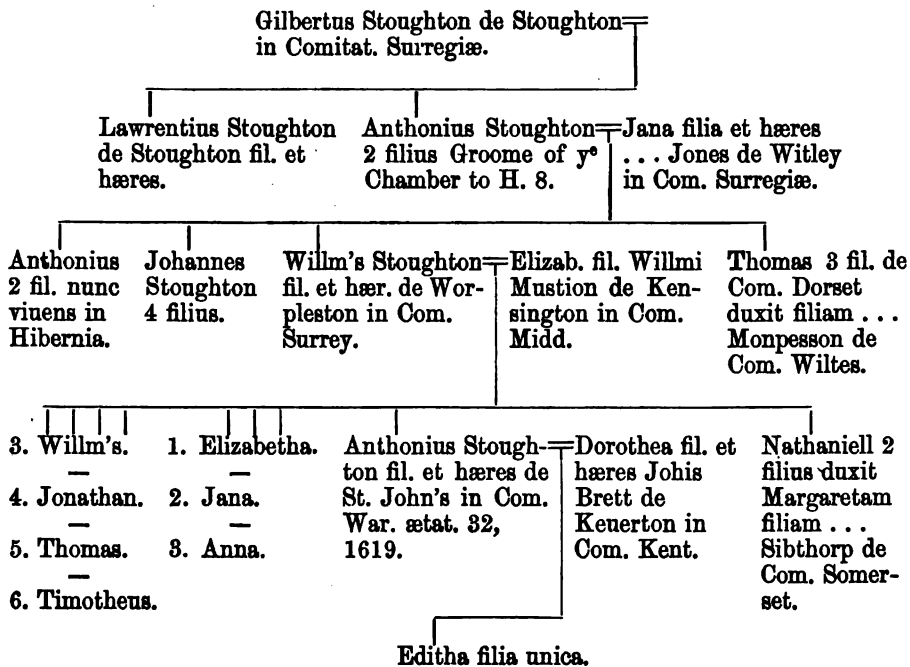 Gilbertus Stoughton de Stoughton
in Comitat. Surregiæ.
Lawrentius Stoughton
de Stoughton fil. et
hæres.
Anthonius Stoughton
2 filius Groome of yᵉ
Chamber to H. 8.
Jana filia et hæres
... Jones de Witley
in Com. Surregiæ.
Anthonius
2 fil. nunc
viuens in
Hibernia.
Johannes
Stoughton
4 filius.
Willm's Stoughton
fil. et hær. de Wor-
pleston in Com.
Surrey.
Elizab. fil. Willmi
Mustion de Ken-
sington in Com.
Midd.
Thomas 3 fil. de
Com. Dorset
duxit filiam ...
Monpesson de
Com. Wiltes.
3. Willm's.
4. Jonathan.
5. Thomas.
6. Timotheus.
1. Elizabetha.
2. Jana.
3. Anna.
Anthonius Stough-
ton fil. et hæres de
St. John's in Com.
War. ætat. 32,
1619.
Dorothea fil. et
hæres Johis
Brett de
Keuerton in
Com. Kent.
Nathaniell 2
filius duxit
Margaretam
filiam ...
Sibthorp de
Com. Somer-
set.
Editha filia unica.